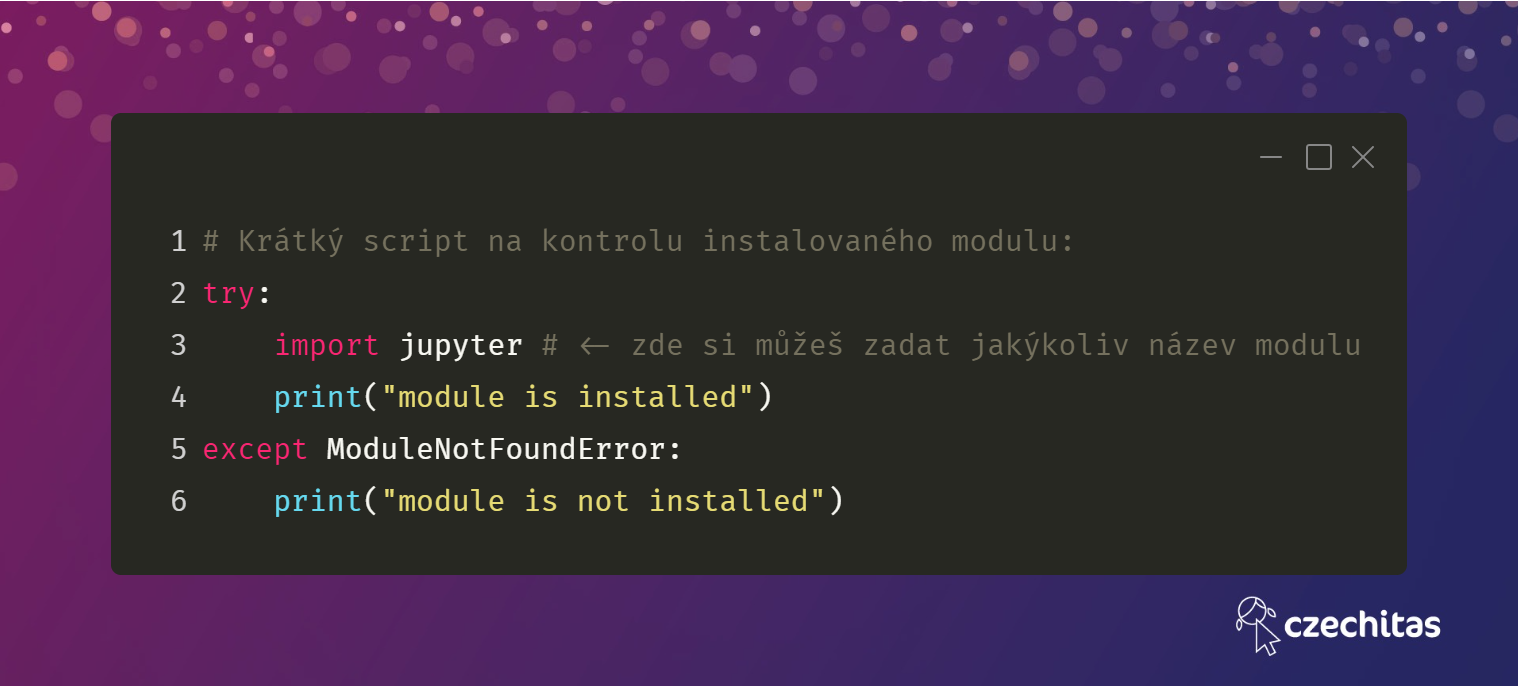 1 # Krátký script na kontrolu instalovaného modulu:
2 try:
3     import jupyter # <- zde si můžeš zadat jakýkoliv název modulu
4     print("module is installed")
5 except ModuleNotFoundError:
6     print("module is not installed")
czechitas